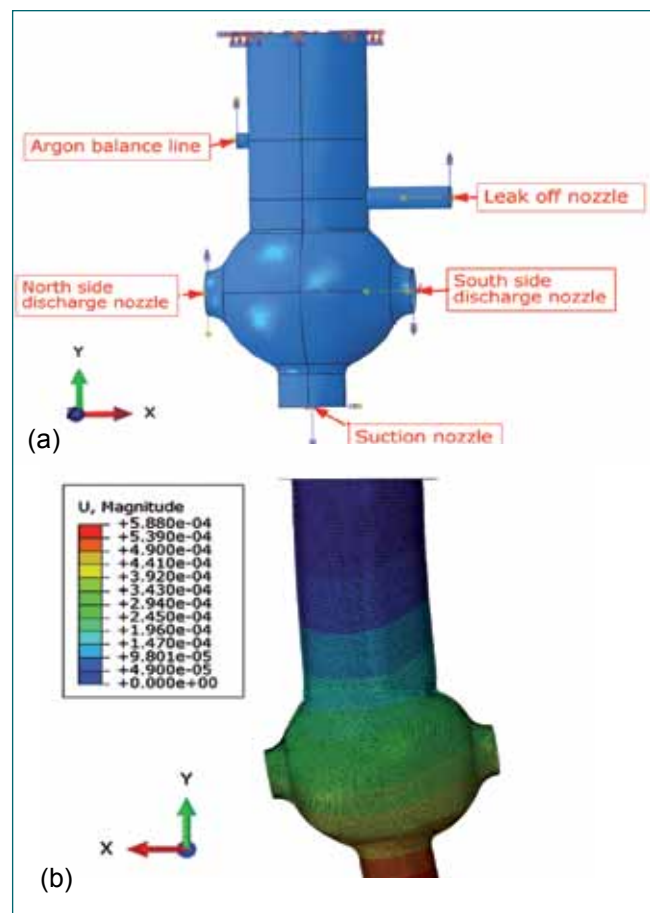 Argon balance line
Leak off nozzle
North side
discharge nozzle
South side
discharge nozzle
Y
X
Suction nozzle
(a)
U, Magnitude
+5.880e-04
+5.390e-04
+4.900e-04
+4.410e-04
+3.920e-04
+3.430e-04
+2.940e-04
+2.450e-04
+1.960e-04
+1.470e-04
+9.801e-05
+4.900e-05
+0.000e+00
Y
X
(b)